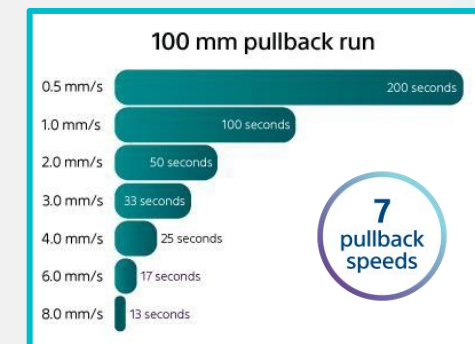 100 mm pullback run
0.5 mm/s 200 seconds
1.0 mm/s 100 seconds
2.0 mm/s 50 seconds
3.0 mm/s 33 seconds
4.0 mm/s 25 seconds
6.0 mm/s 17 seconds
8.0 mm/s 13 seconds
7
pullback
speeds